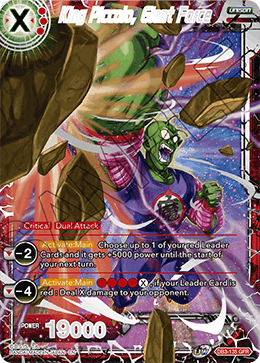 X
King Piccolo, Giant Force
UNISON
Critical Dual Attack
-2
Activate:Main Choose up to 1 of your red Leader
Cards and it gets +5000 power until the start of
your next turn.
-4
Activate:Main X , if your Leader Card is
red : Deal X damage to your opponent.
POWER 19000
DB3-135 GFR